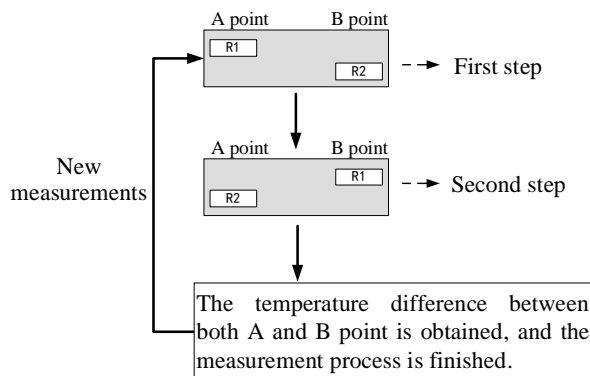 A point B point
R1
R2
First step
A point B point
R1
R2
Second step
New
measurements
The temperature difference between
both A and B point is obtained, and the
measurement process is finished.